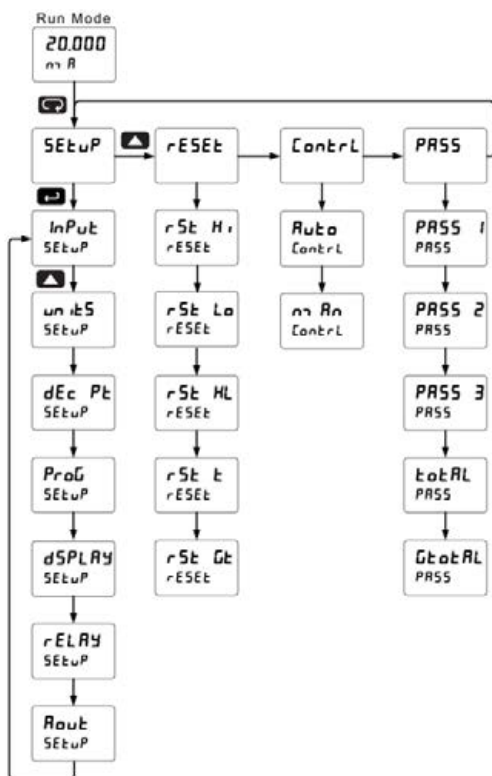 Run Mode
20.000
mA
SEtuP
InPut
SEtuP
unitS
SEtuP
dEc Pt
SEtuP
ProG
SEtuP
dSPLAY
SEtuP
rELAY
SEtuP
Aout
SEtuP
rESEt
rSt Hi
rESEt
rSt Lo
rESEt
rSt HL
rESEt
rSt t
rESEt
rSt Gt
rESEt
ContrL
Auto
ContrL
mAn
ContrL
PASS
PASS 1
PASS
PASS 2
PASS
PASS 3
PASS
totAL
PASS
GtotAL
PASS